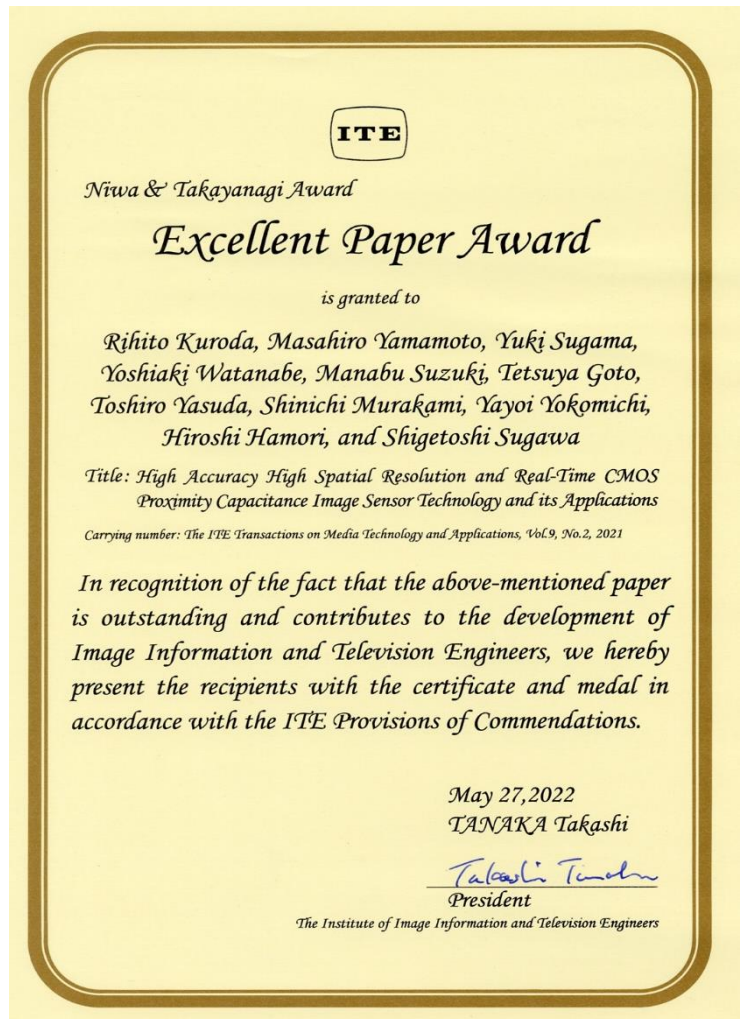 ITE
Niwa & Takayanagi Award
Excellent Paper Award
is granted to
Rihito Kuroda, Masahiro Yamamoto, Yuki Sugama,
Yoshiaki Watanabe, Manabu Suzuki, Tetsuya Goto,
Toshiro Yasuda, Shinichi Murakami, Yayoi Yokomichi,
Hiroshi Hamori, and Shigetoshi Sugawa
Title: High Accuracy High Spatial Resolution and Real-Time CMOS
Proximity Capacitance Image Sensor Technology and its Applications
Carrying number: The ITE Transactions on Media Technology and Applications, Vol.9, No.2, 2021
In recognition of the fact that the above-mentioned paper
is outstanding and contributes to the development of
Image Information and Television Engineers, we hereby
present the recipients with the certificate and medal in
accordance with the ITE Provisions of Commendations.
May 27,2022
TANAKA Takashi
Takashi Tanaka
President
The Institute of Image Information and Television Engineers